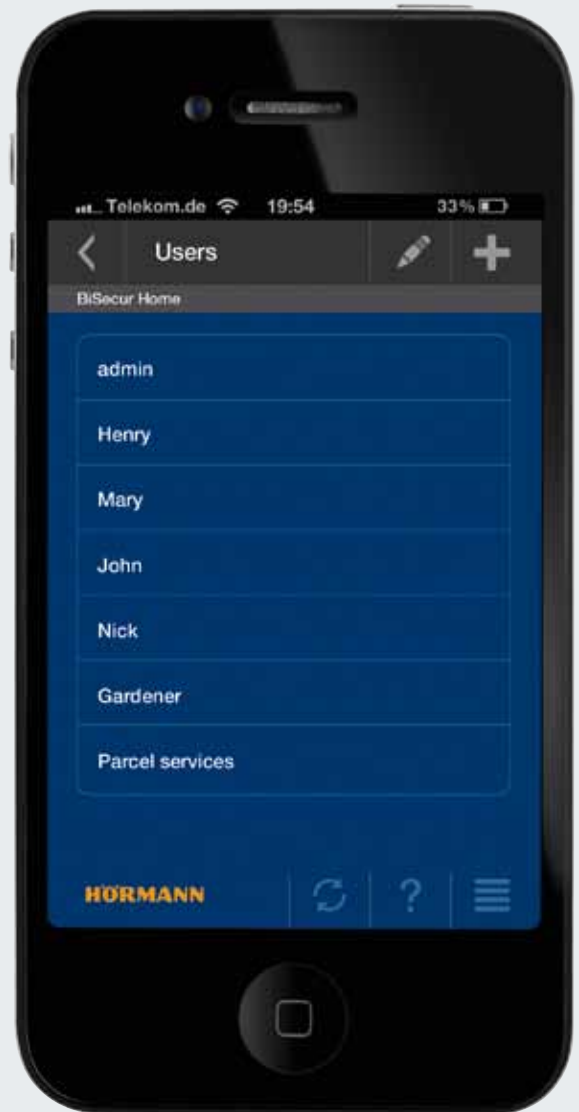 Telekom.de 19:54 33%
Users
BiSecur Home
admin
Henry
Mary
John
Nick
Gardener
Parcel services
HÖRMANN ?